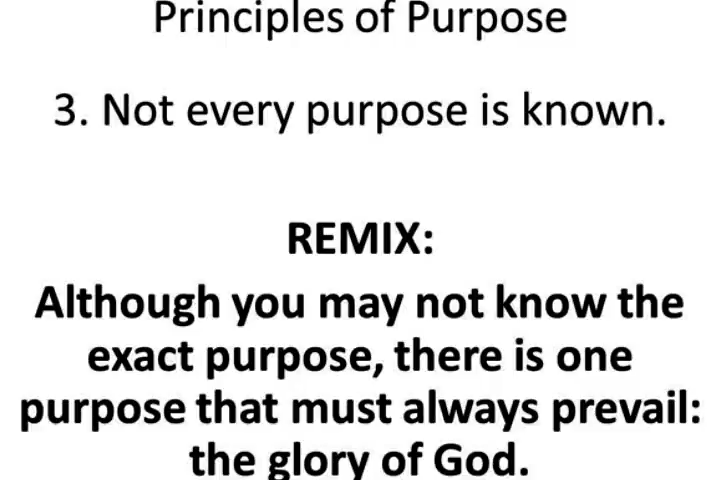 Principles of Purpose
3. Not every purpose is known.
REMIX:
Although you may not know the
exact purpose, there is one
purpose that must always prevail:
the glory of God.